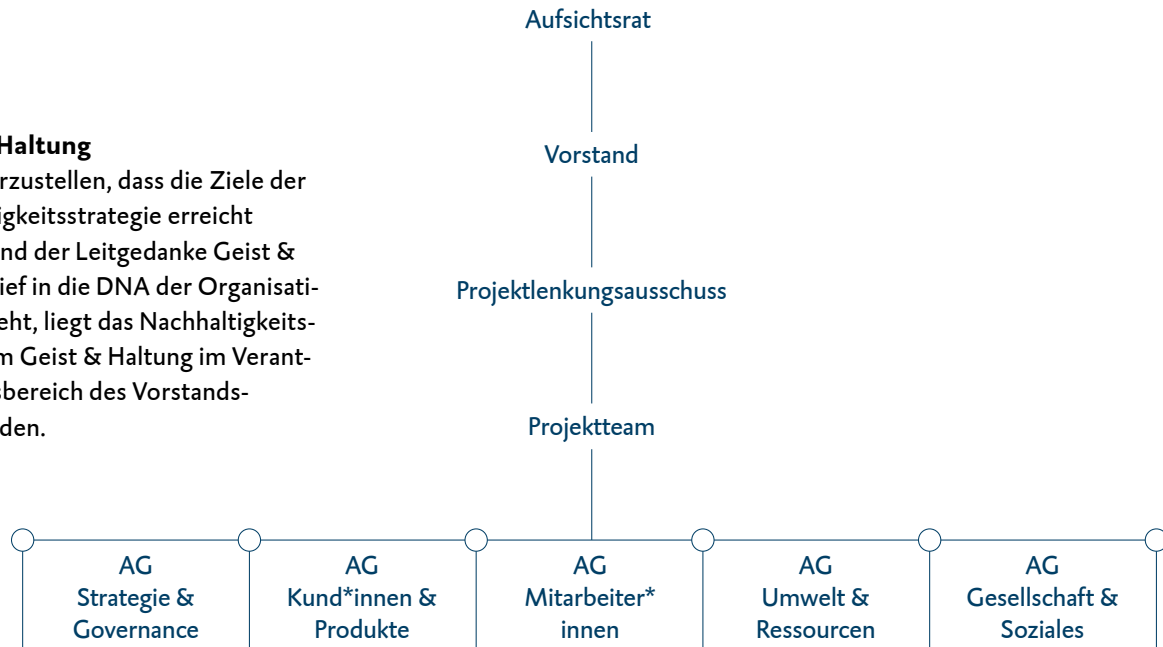 Aufsichtsrat
Haltung
rzustellen, dass die Ziele der
igkeitsstrategie erreicht
nd der Leitgedanke Geist &
ief in die DNA der Organisati-
eht, liegt das Nachhaltigkeits-
m Geist & Haltung im Verant-
sbereich des Vorstands-
den.
Vorstand
Projektlenkungsausschuss
Projektteam
AG
Strategie &
Governance
AG
Kund*innen &
Produkte
AG
Mitarbeiter*
innen
AG
Umwelt &
Ressourcen
AG
Gesellschaft &
Soziales